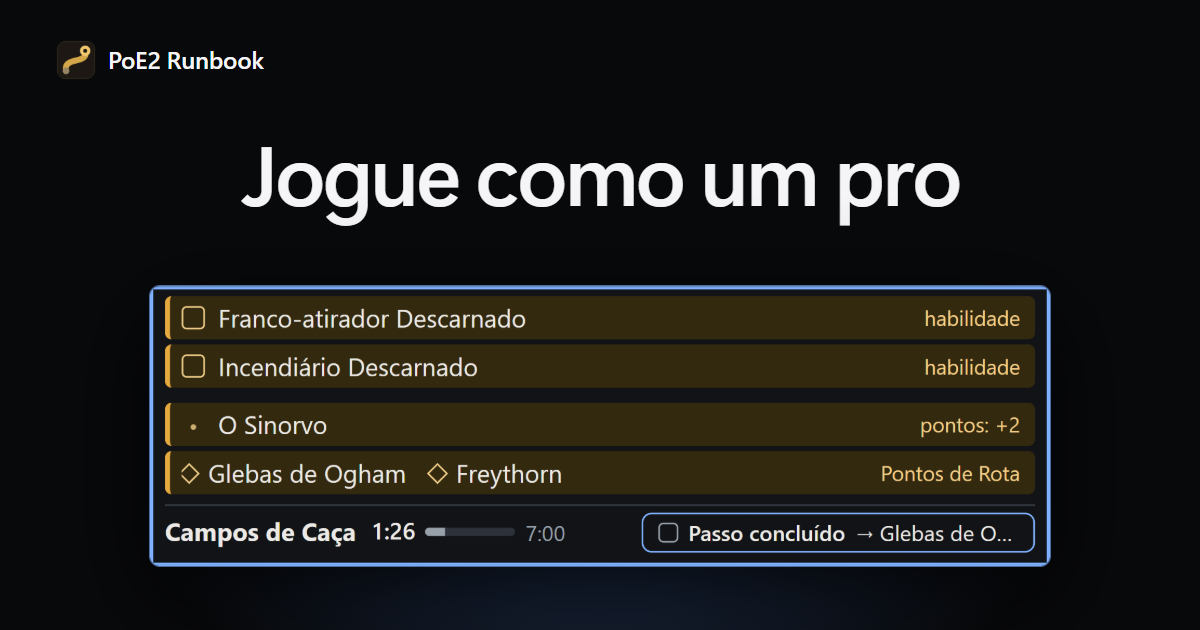 PoE2 Runbook
Jogue como um pro
Franco-atirador Descarnado habilidade
Incendiário Descarnado habilidade
O Sinorvo pontos: +2
Glebas de Ogham Freythorn Pontos de Rota
Campos de Caça 1:26 7:00 Passo concluído → Glebas de O...